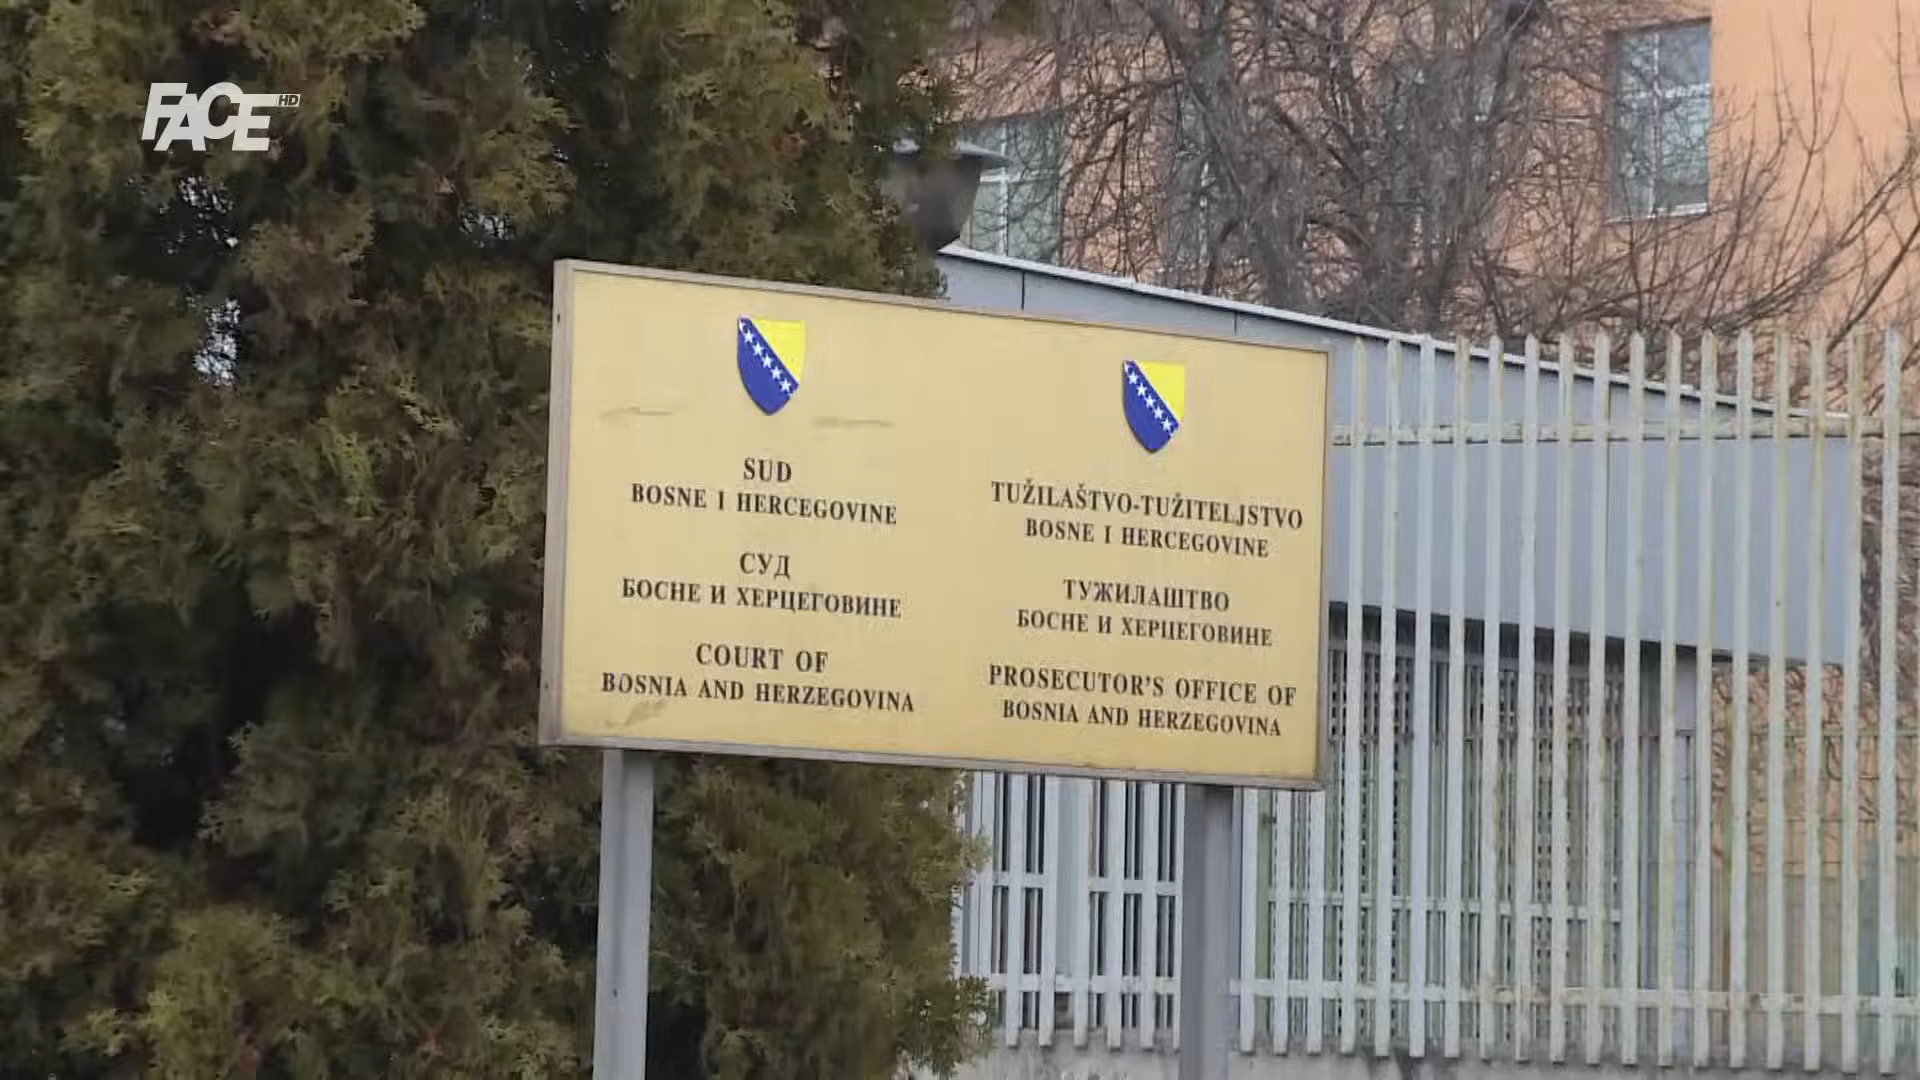 FACE HD
SUD
BOSNE I HERCEGOVINE
СУД
БОСНЕ И ХЕРЦЕГОВИНЕ
COURT OF
BOSNIA AND HERZEGOVINA
TUŽILAŠTVO-TUŽITELJSTVO
BOSNE I HERCEGOVINE
ТУЖИЛАШТВО
БОСНЕ И ХЕРЦЕГОВИНЕ
PROSECUTOR'S OFFICE OF
BOSNIA AND HERZEGOVINA